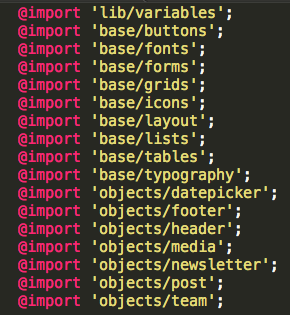 @import 'lib/variables';
@import 'base/buttons';
@import 'base/fonts';
@import 'base/forms';
@import 'base/grids';
@import 'base/icons';
@import 'base/layout';
@import 'base/lists';
@import 'base/tables';
@import 'base/typography';
@import 'objects/datepicker';
@import 'objects/footer';
@import 'objects/header';
@import 'objects/media';
@import 'objects/newsletter';
@import 'objects/post';
@import 'objects/team';